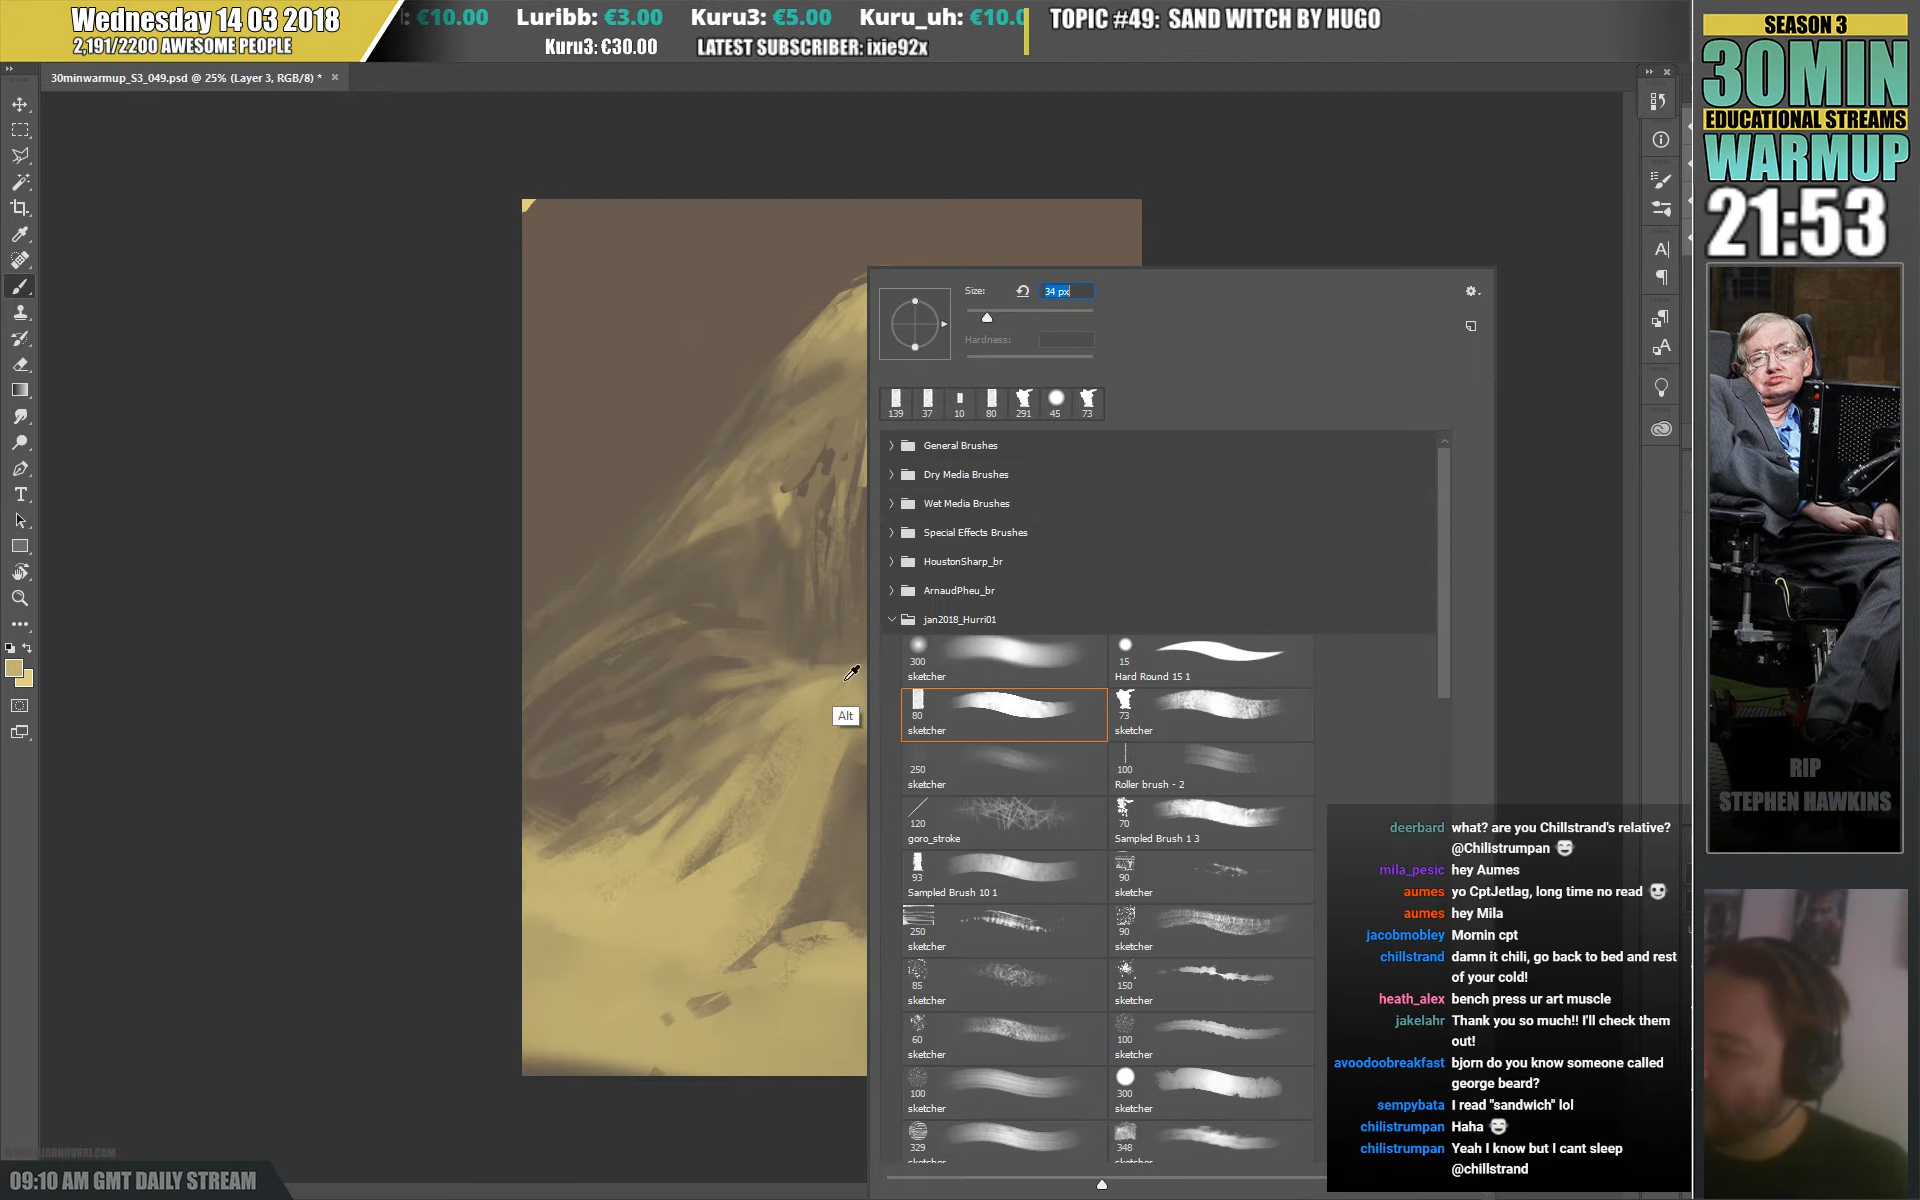 Wednesday 14 03 2018
2,191/2200 AWESOME PEOPLE
: €10.00 Luribb: €3.00 Kuru3: €5.00 Kuru_uh: €10.0
Kuru3: €30.00 LATEST SUBSCRIBER: ixie92x
TOPIC #49: SAND WITCH BY HUGO
SEASON 3
30MIN
EDUCATIONAL STREAMS
WARMUP
21:53
30minwarmup_S3_049.psd @ 25% (Layer 3, RGB/8) *
Size: 34 px
Hardness:
139 37 10 80 291 45 73
General Brushes
Dry Media Brushes
Wet Media Brushes
Special Effects Brushes
HoustonSharp_br
ArnaudPheu_br
jan2018_Hurri01
300 15
sketcher Hard Round 15 1
80 73
sketcher sketcher
250 100
sketcher Roller brush - 2
120 70
goro_stroke Sampled Brush 1 3
93 90
Sampled Brush 10 1 sketcher
250 90
sketcher sketcher
85 150
sketcher sketcher
60 100
sketcher sketcher
100 300
sketcher sketcher
329 348
sketcher sketcher
Alt
RIP
STEPHEN HAWKINS
deerbard what? are you Chillstrand's relative?
@Chilistrumpan
mila_pesic hey Aumes
aumes yo CptJetlag, long time no read
aumes hey Mila
jacobmobley Mornin cpt
chillstrand damn it chili, go back to bed and rest
of your cold!
heath_alex bench press ur art muscle
jakelahr Thank you so much!! I'll check them
out!
avoodoobreakfast bjorn do you know someone called
george beard?
sempybata I read "sandwich" lol
chilistrumpan Haha
chilistrumpan Yeah I know but I cant sleep
@chillstrand
09:10 AM GMT DAILY STREAM